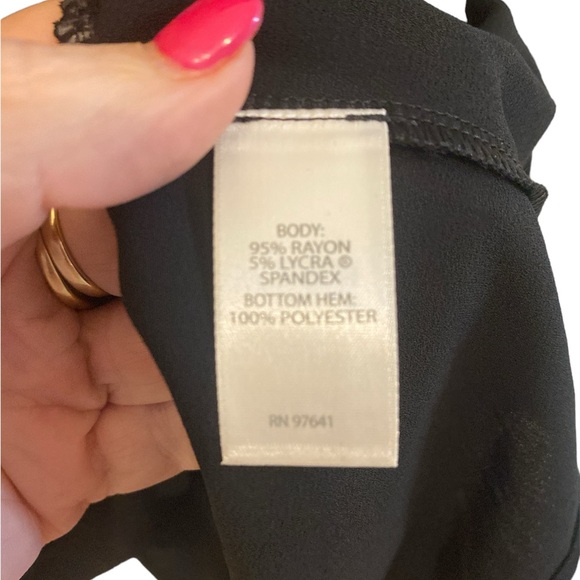 BODY:
95% RAYON
5% LYCRA ®
SPANDEX
BOTTOM HEM:
100% POLYESTER
RN 97641